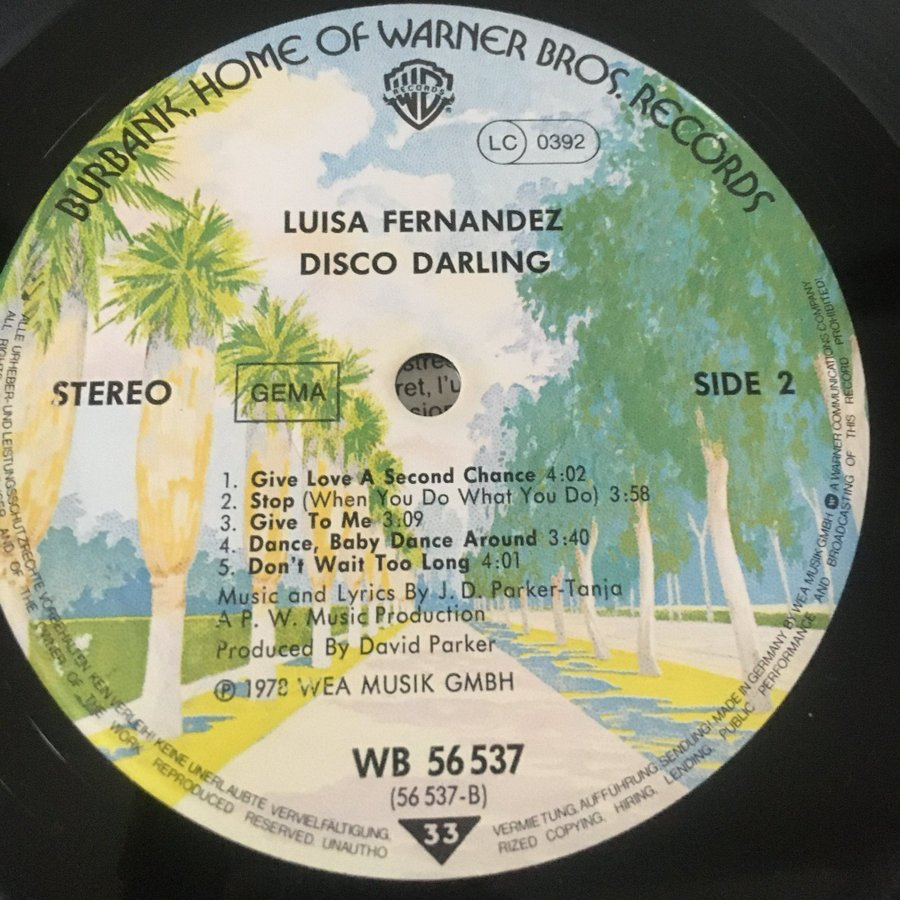 BURBANK, HOME OF WARNER BROS. RECORDS
RECORDS
®
LC 0392
LUISA FERNANDEZ
DISCO DARLING
STEREO
GEMA
SIDE 2
ret, I'
1. Give Love A Second Chance 4:02
2. Stop (When You Do What You Do) 3:58
3. Give To Me 3:09
4. Dance, Baby Dance Around 3:40
5. Don't Wait Too Long 4:01
Music and Lyrics By J. D. Parker-Tanja
A P. W. Music Production
Produced By David Parker
Ⓟ 1978 WEA MUSIK GMBH
WB 56 537
(56 537-B)
33
ALLE URHEBER- UND LEISTUNGSSCHUTZRECHTE VORBEHALTEN. KEIN VERLEIH! KEINE UNERLAUBTE VERVIELFÄLTIGUNG, VERMIETUNG, AUFFÜHRUNG, SENDUNG! MADE IN GERMANY BY WEA MUSIK GMBH A WARNER COMMUNICATIONS COMPANY
ALL RIGHTS AND OF THE OWNER OF THE WORK REPRODUCED RESERVED. UNAUTHORIZED COPYING, HIRING, LENDING, PUBLIC PERFORMANCE AND BROADCASTING OF THIS RECORD PROHIBITED!